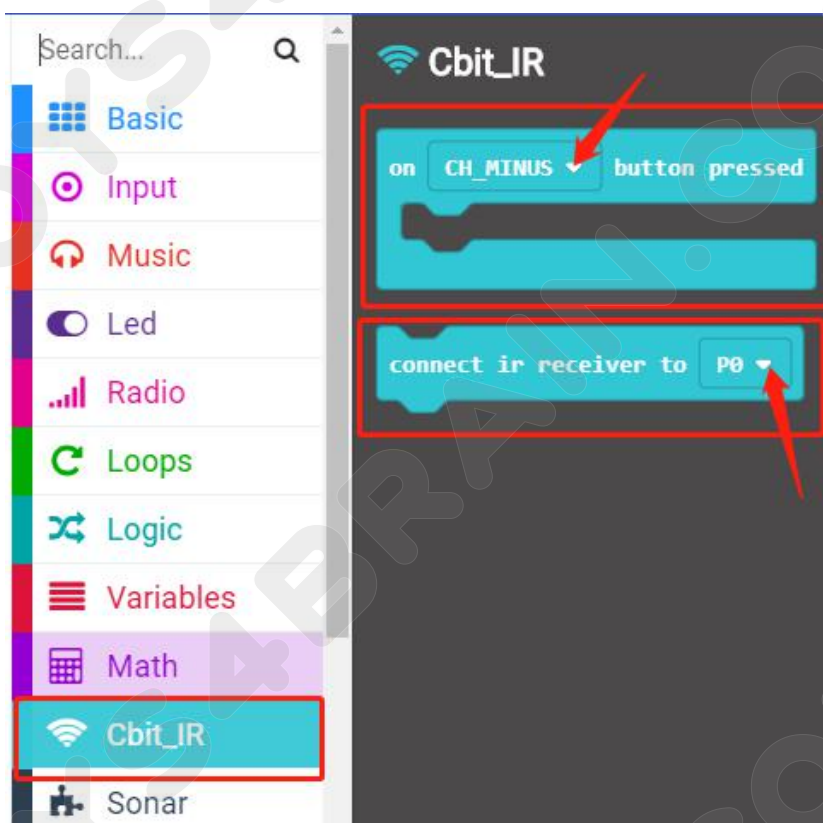 Search...
Basic
Input
Music
Led
Radio
Loops
Logic
Variables
Math
Cbit_IR
Sonar
Cbit_IR
on CH_MINUS button pressed
connect ir receiver to P0